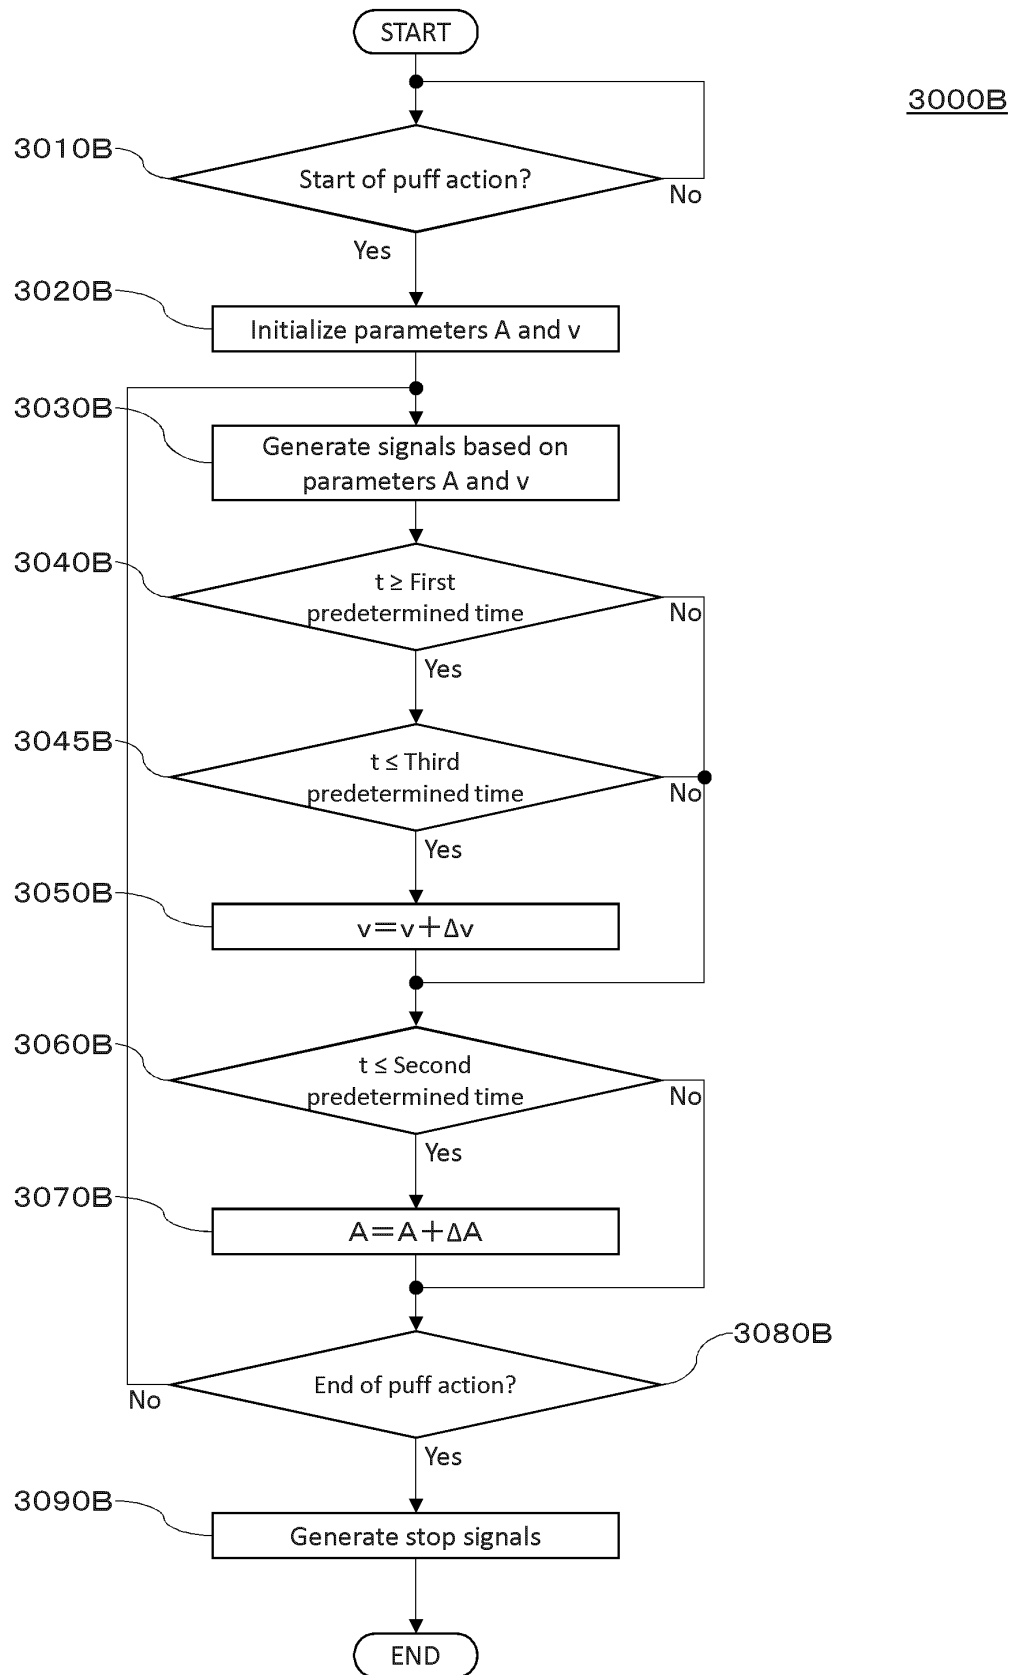 START
3000B
3010B
Start of puff action?
No
Yes
3020B
Initialize parameters A and v
3030B
Generate signals based on
parameters A and v
3040B
t ≥ First
predetermined time
No
Yes
3045B
t ≤ Third
predetermined time
No
Yes
3050B
v=v+Δv
3060B
t ≤ Second
predetermined time
No
Yes
3070B
A=A+ΔA
3080B
End of puff action?
No
Yes
3090B
Generate stop signals
END